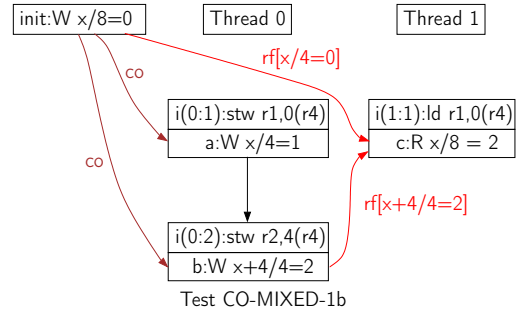 init:W x/8=0
Thread 0
Thread 1
rf[x/4=0]
co
i(0:1):stw r1,0(r4)
a:W x/4=1
i(1:1):ld r1,0(r4)
c:R x/8 = 2
co
rf[x+4/4=2]
i(0:2):stw r2,4(r4)
b:W x+4/4=2
Test CO-MIXED-1b